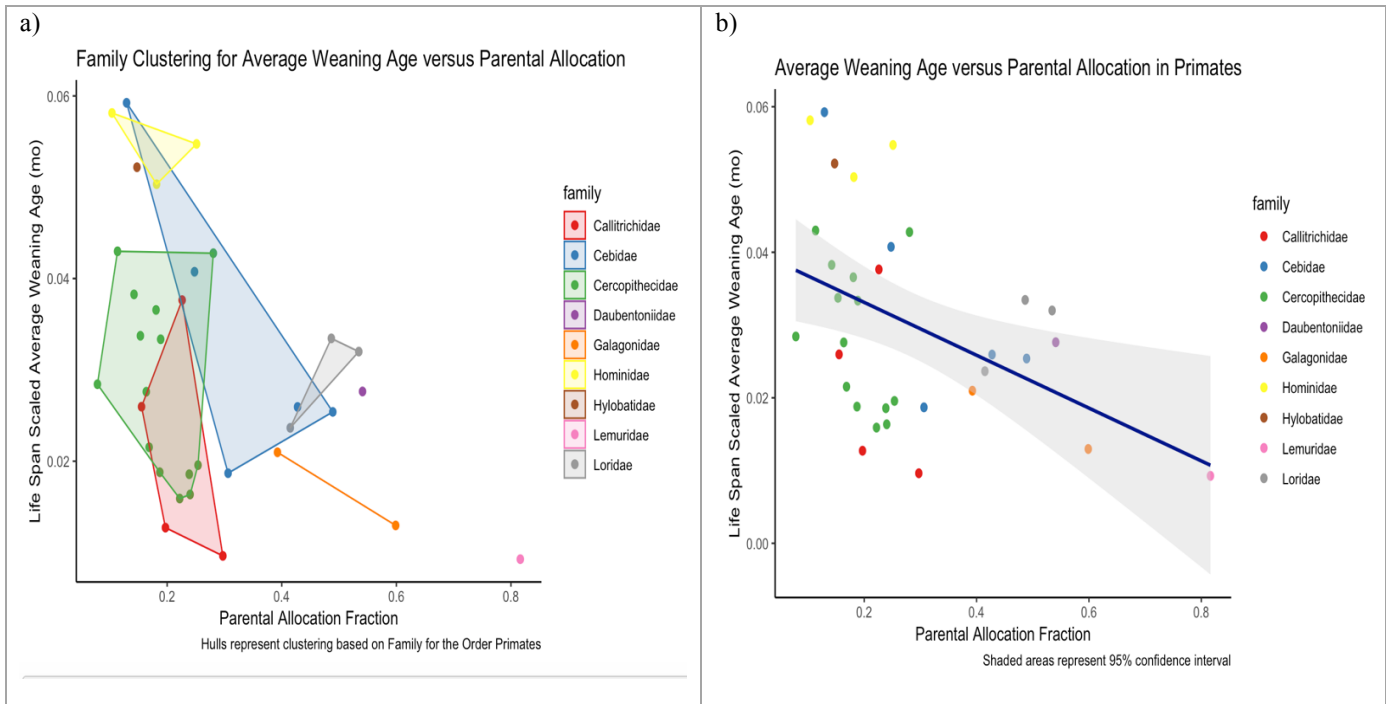 a)
Family Clustering for Average Weaning Age versus Parental Allocation
Life Span Scaled Average Weaning Age (mo)
0.06
0.04
0.02
0.2
0.4
0.6
0.8
Parental Allocation Fraction
Hulls represent clustering based on Family for the Order Primates
family
Callitrichidae
Cebidae
Cercopithecidae
Daubentoniidae
Galagonidae
Hominidae
Hylobatidae
Lemuridae
Loridae
b)
Average Weaning Age versus Parental Allocation in Primates
Life Span Scaled Average Weaning Age (mo)
0.06
0.04
0.02
0.00
0.2
0.4
0.6
0.8
Parental Allocation Fraction
Shaded areas represent 95% confidence interval
family
Callitrichidae
Cebidae
Cercopithecidae
Daubentoniidae
Galagonidae
Hominidae
Hylobatidae
Lemuridae
Loridae